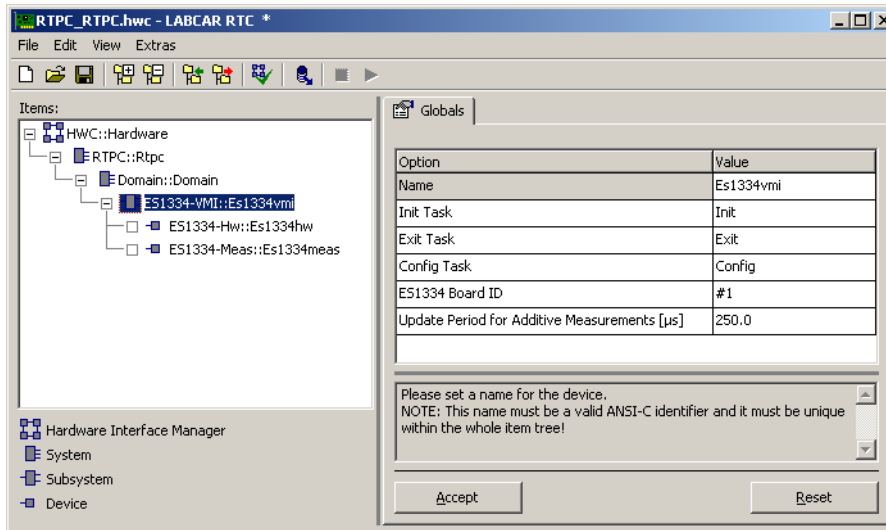 RTPC_RTPC.hwc - LABCAR RTC *
File Edit View Extras
Items:
HWC::Hardware
RTPC::Rtpc
Domain::Domain
ES1334-VMI::Es1334vmi
ES1334-Hw::Es1334hw
ES1334-Meas::Es1334meas
Hardware Interface Manager
System
Subsystem
Device
Globals
Option Value
Name Es1334vmi
Init Task Init
Exit Task Exit
Config Task Config
ES1334 Board ID #1
Update Period for Additive Measurements [µs] 250.0
Please set a name for the device.
NOTE: This name must be a valid ANSI-C identifier and it must be unique
within the whole item tree!
Accept Reset